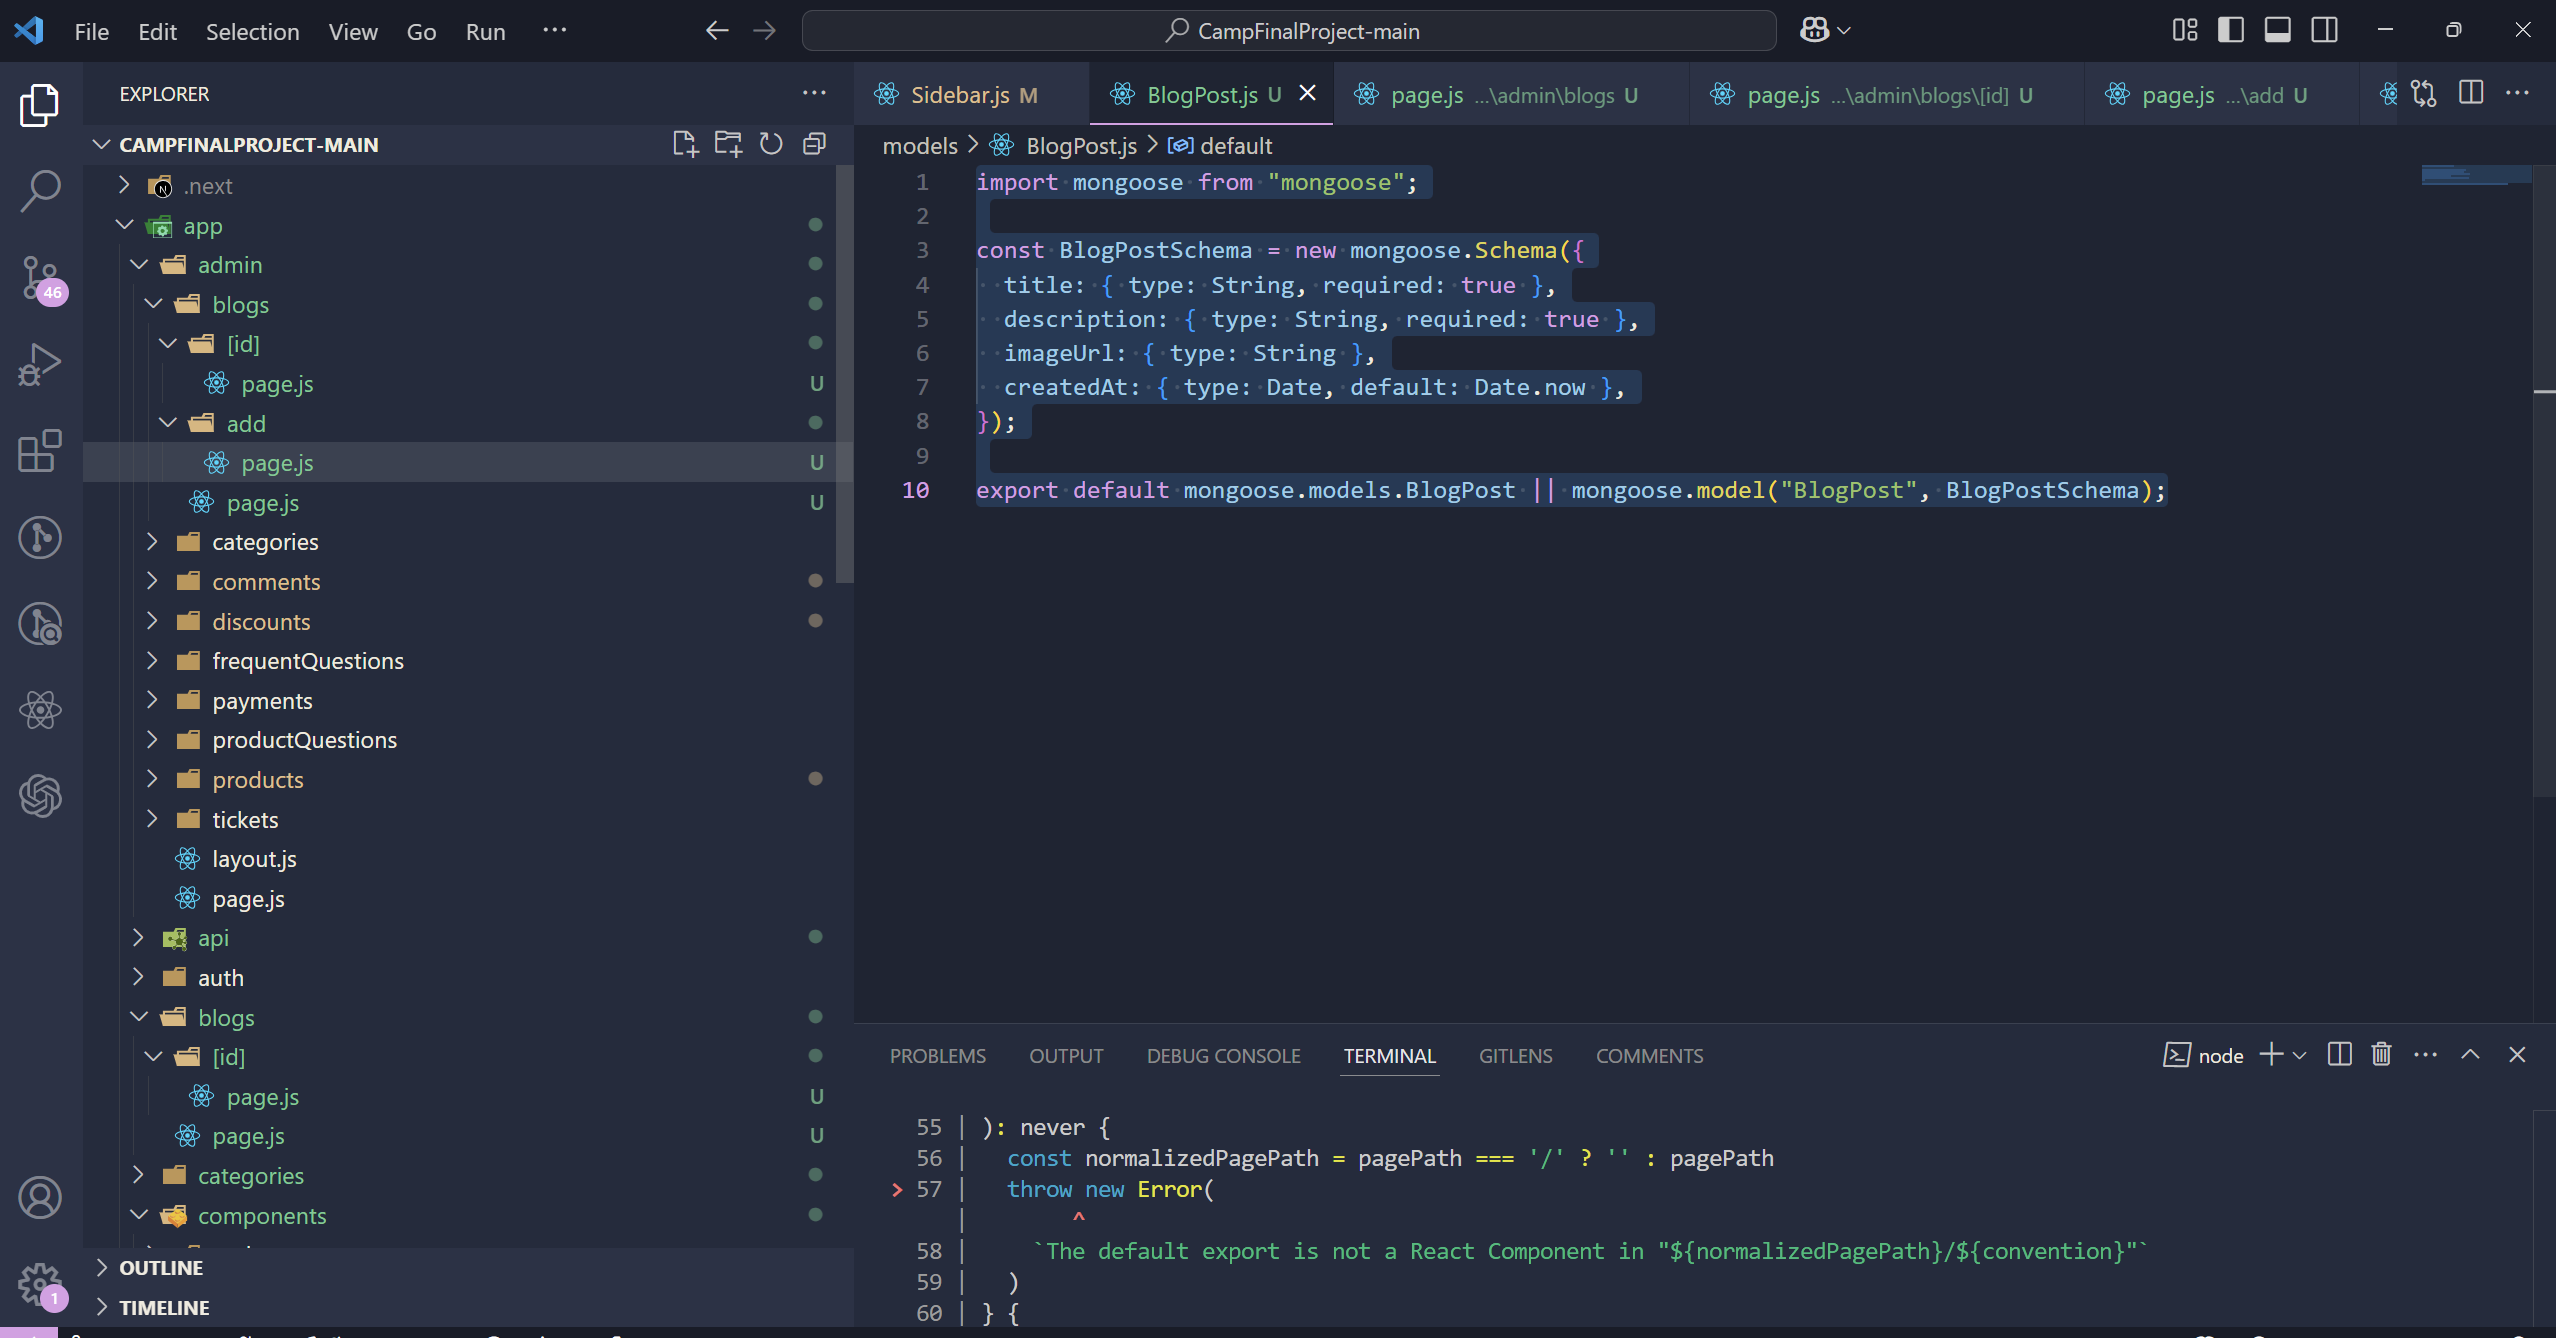 File Edit Selection View Go Run ··· CampFinalProject-main
EXPLORER
CAMPFINALPROJECT-MAIN
.next
app
admin
blogs
[id]
page.js U
add
page.js U
page.js U
categories
comments
discounts
frequentQuestions
payments
productQuestions
products
tickets
layout.js
page.js
api
auth
blogs
[id]
page.js U
page.js U
categories
components
OUTLINE
TIMELINE
46
1
Sidebar.js M BlogPost.js U page.js ...\admin\blogs U page.js ...\admin\blogs\[id] U page.js ...\add U
models > BlogPost.js > default
1 import mongoose from "mongoose";
2
3 const BlogPostSchema = new mongoose.Schema({
4 title: { type: String, required: true },
5 description: { type: String, required: true },
6 imageUrl: { type: String },
7 createdAt: { type: Date, default: Date.now },
8 });
9
10 export default mongoose.models.BlogPost || mongoose.model("BlogPost", BlogPostSchema);
PROBLEMS OUTPUT DEBUG CONSOLE TERMINAL GITLENS COMMENTS node
55 | ): never {
56 | const normalizedPagePath = pagePath === '/' ? '' : pagePath
> 57 | throw new Error(
| ^
58 | `The default export is not a React Component in "${normalizedPagePath}/${convention}"`
59 | )
60 | } {